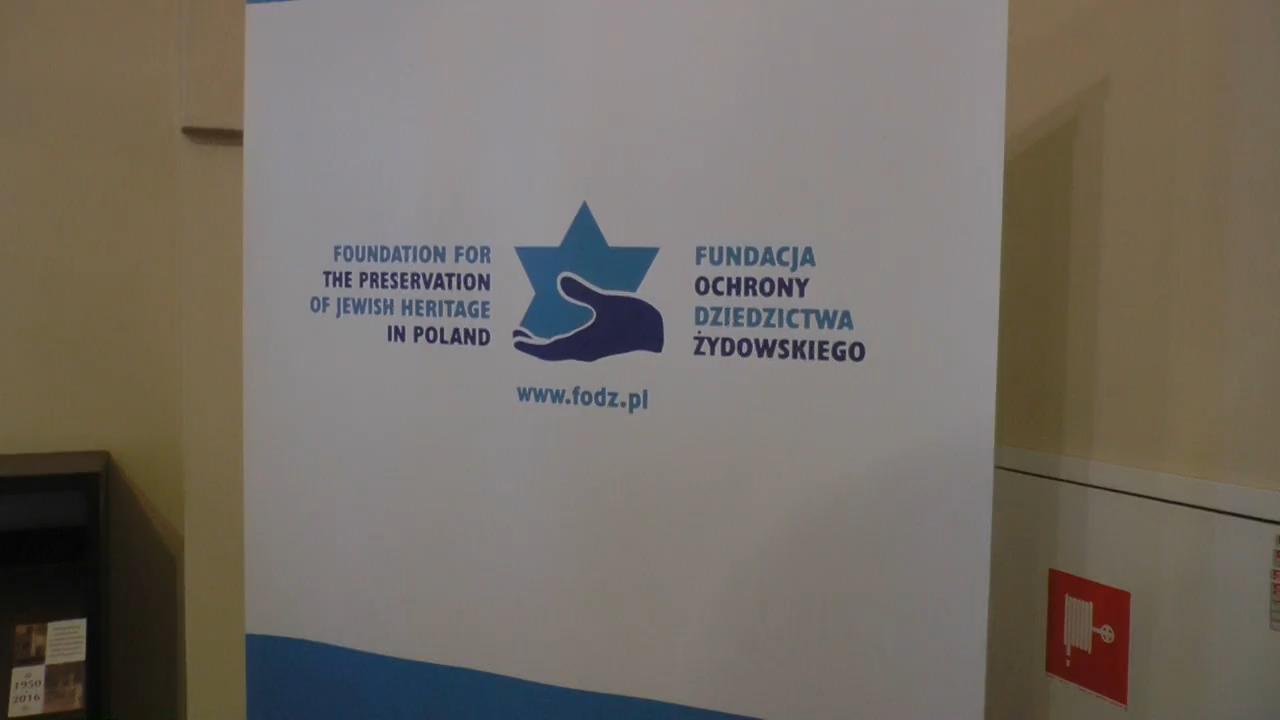 FOUNDATION FOR
THE PRESERVATION
OF JEWISH HERITAGE
IN POLAND
FUNDACJA
OCHRONY
DZIEDZICTWA
ŻYDOWSKIEGO
www.fodz.pl
1950
2016